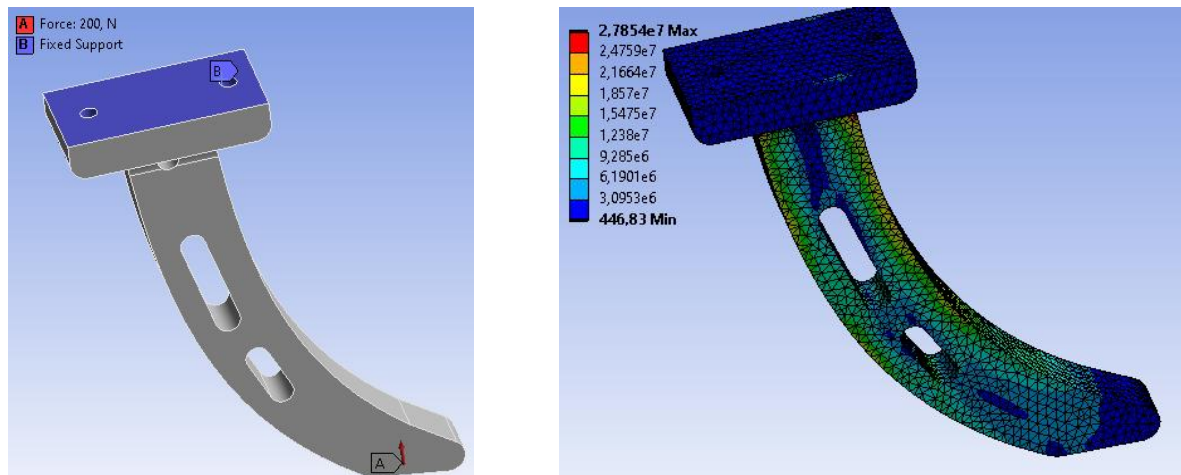 A Force: 200, N
B Fixed Support
B
A
2,7854e7 Max
2,4759e7
2,1664e7
1,857e7
1,5475e7
1,238e7
9,285e6
6,1901e6
3,0953e6
446,83 Min